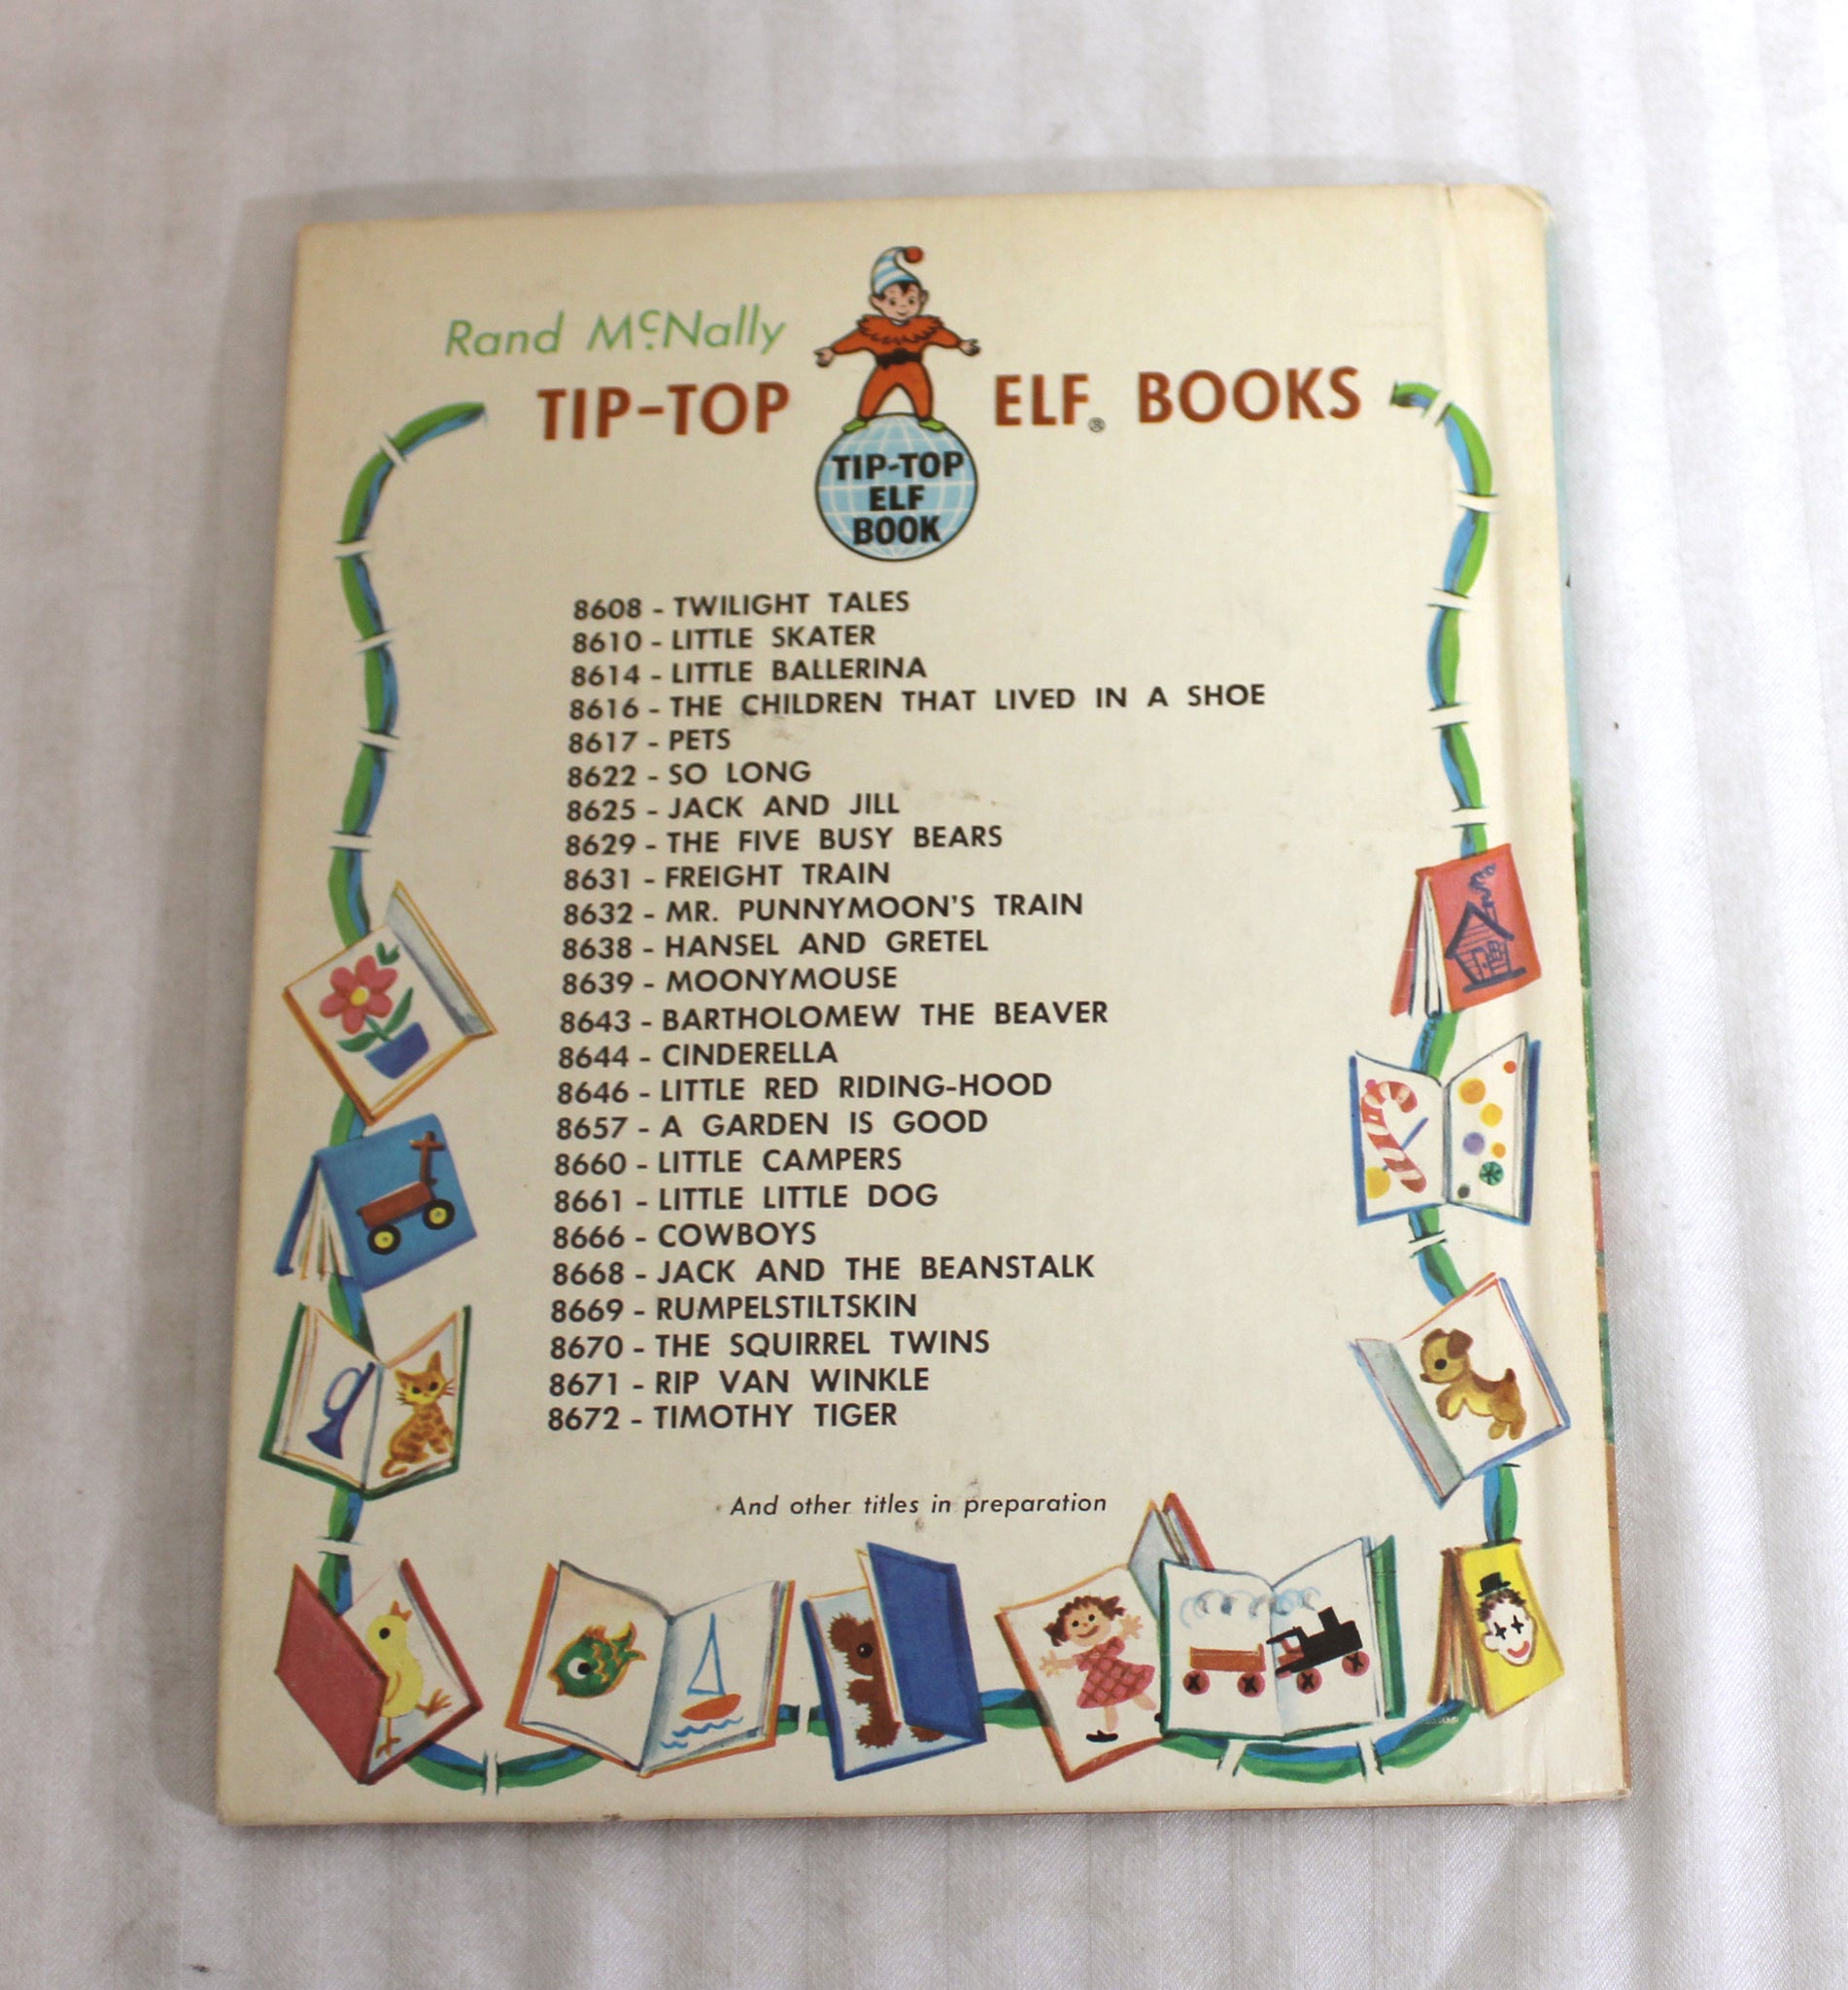 Rand McNally
TIP-TOP ELF® BOOKS
TIP-TOP
ELF
BOOK
8608 - TWILIGHT TALES
8610 - LITTLE SKATER
8614 - LITTLE BALLERINA
8616 - THE CHILDREN THAT LIVED IN A SHOE
8617 - PETS
8622 - SO LONG
8625 - JACK AND JILL
8629 - THE FIVE BUSY BEARS
8631 - FREIGHT TRAIN
8632 - MR. PUNNYMOON'S TRAIN
8638 - HANSEL AND GRETEL
8639 - MOONYMOUSE
8643 - BARTHOLOMEW THE BEAVER
8644 - CINDERELLA
8646 - LITTLE RED RIDING-HOOD
8657 - A GARDEN IS GOOD
8660 - LITTLE CAMPERS
8661 - LITTLE LITTLE DOG
8666 - COWBOYS
8668 - JACK AND THE BEANSTALK
8669 - RUMPELSTILTSKIN
8670 - THE SQUIRREL TWINS
8671 - RIP VAN WINKLE
8672 - TIMOTHY TIGER
And other titles in preparation